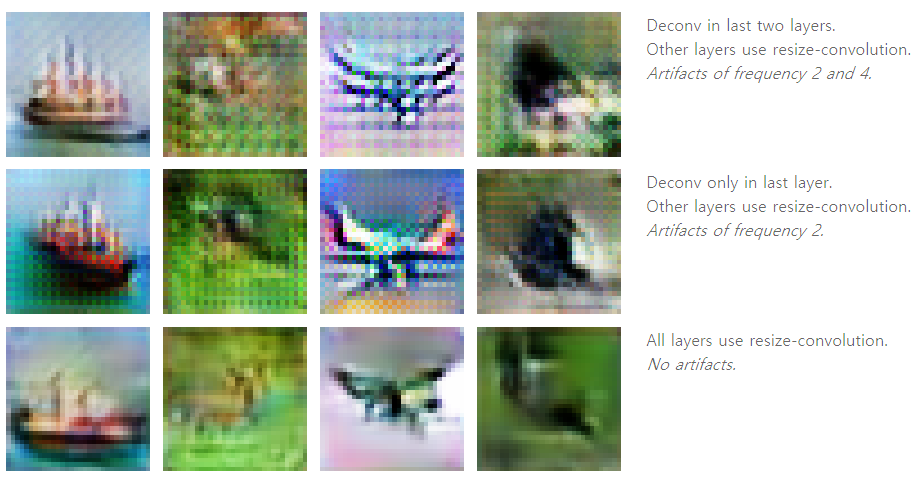 Deconv in last two layers.
Other layers use resize-convolution.
Artifacts of frequency 2 and 4.
Deconv only in last layer.
Other layers use resize-convolution.
Artifacts of frequency 2.
All layers use resize-convolution.
No artifacts.